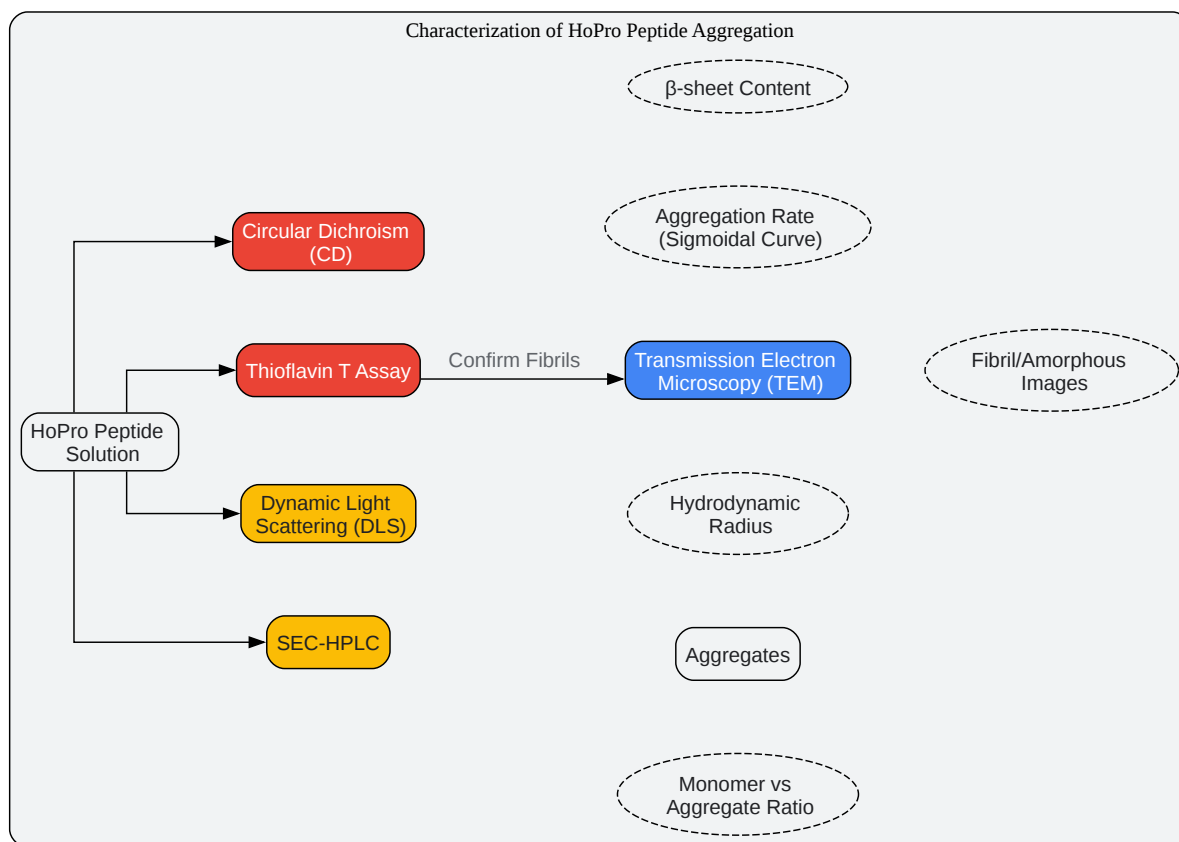 Characterization of HoPro Peptide Aggregation
β-sheet Content
Circular Dichroism
(CD)
Aggregation Rate
(Sigmoidal Curve)
Thioflavin T Assay
Confirm Fibrils
Transmission Electron
Microscopy (TEM)
Fibril/Amorphous
Images
HoPro Peptide
Solution
Dynamic Light
Scattering (DLS)
Hydrodynamic
Radius
SEC-HPLC
Aggregates
Monomer vs
Aggregate Ratio